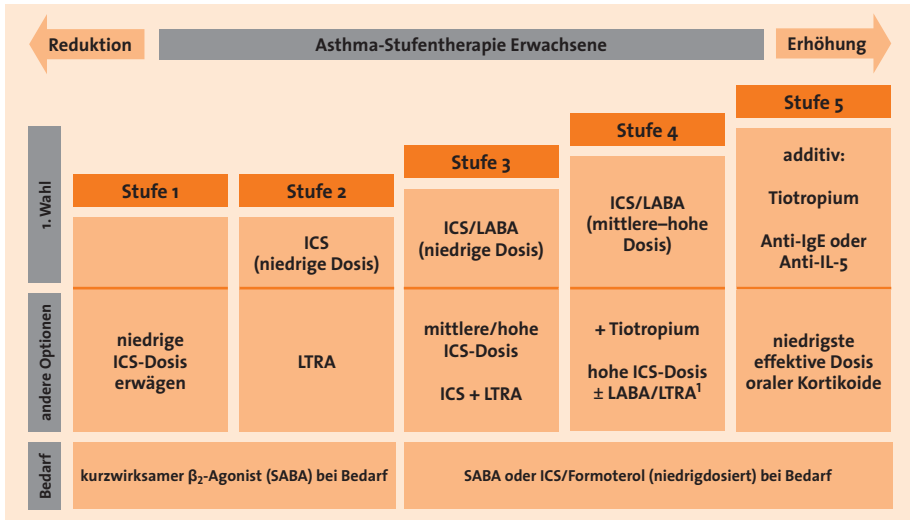 Reduktion
Asthma-Stufentherapie Erwachsene
Erhöhung
1. Wahl
Stufe 1
Stufe 2
ICS
(niedrige Dosis)
Stufe 3
ICS/LABA
(niedrige Dosis)
Stufe 4
ICS/LABA
(mittlere–hohe
Dosis)
Stufe 5
additiv:
Tiotropium
Anti-IgE oder
Anti-IL-5
andere Optionen
niedrige
ICS-Dosis
erwägen
LTRA
mittlere/hohe
ICS-Dosis
ICS + LTRA
+ Tiotropium
hohe ICS-Dosis
± LABA/LTRA¹
niedrigste
effektive Dosis
oraler Kortikoide
Bedarf
kurzwirksamer β₂-Agonist (SABA) bei Bedarf
SABA oder ICS/Formoterol (niedrigdosiert) bei Bedarf